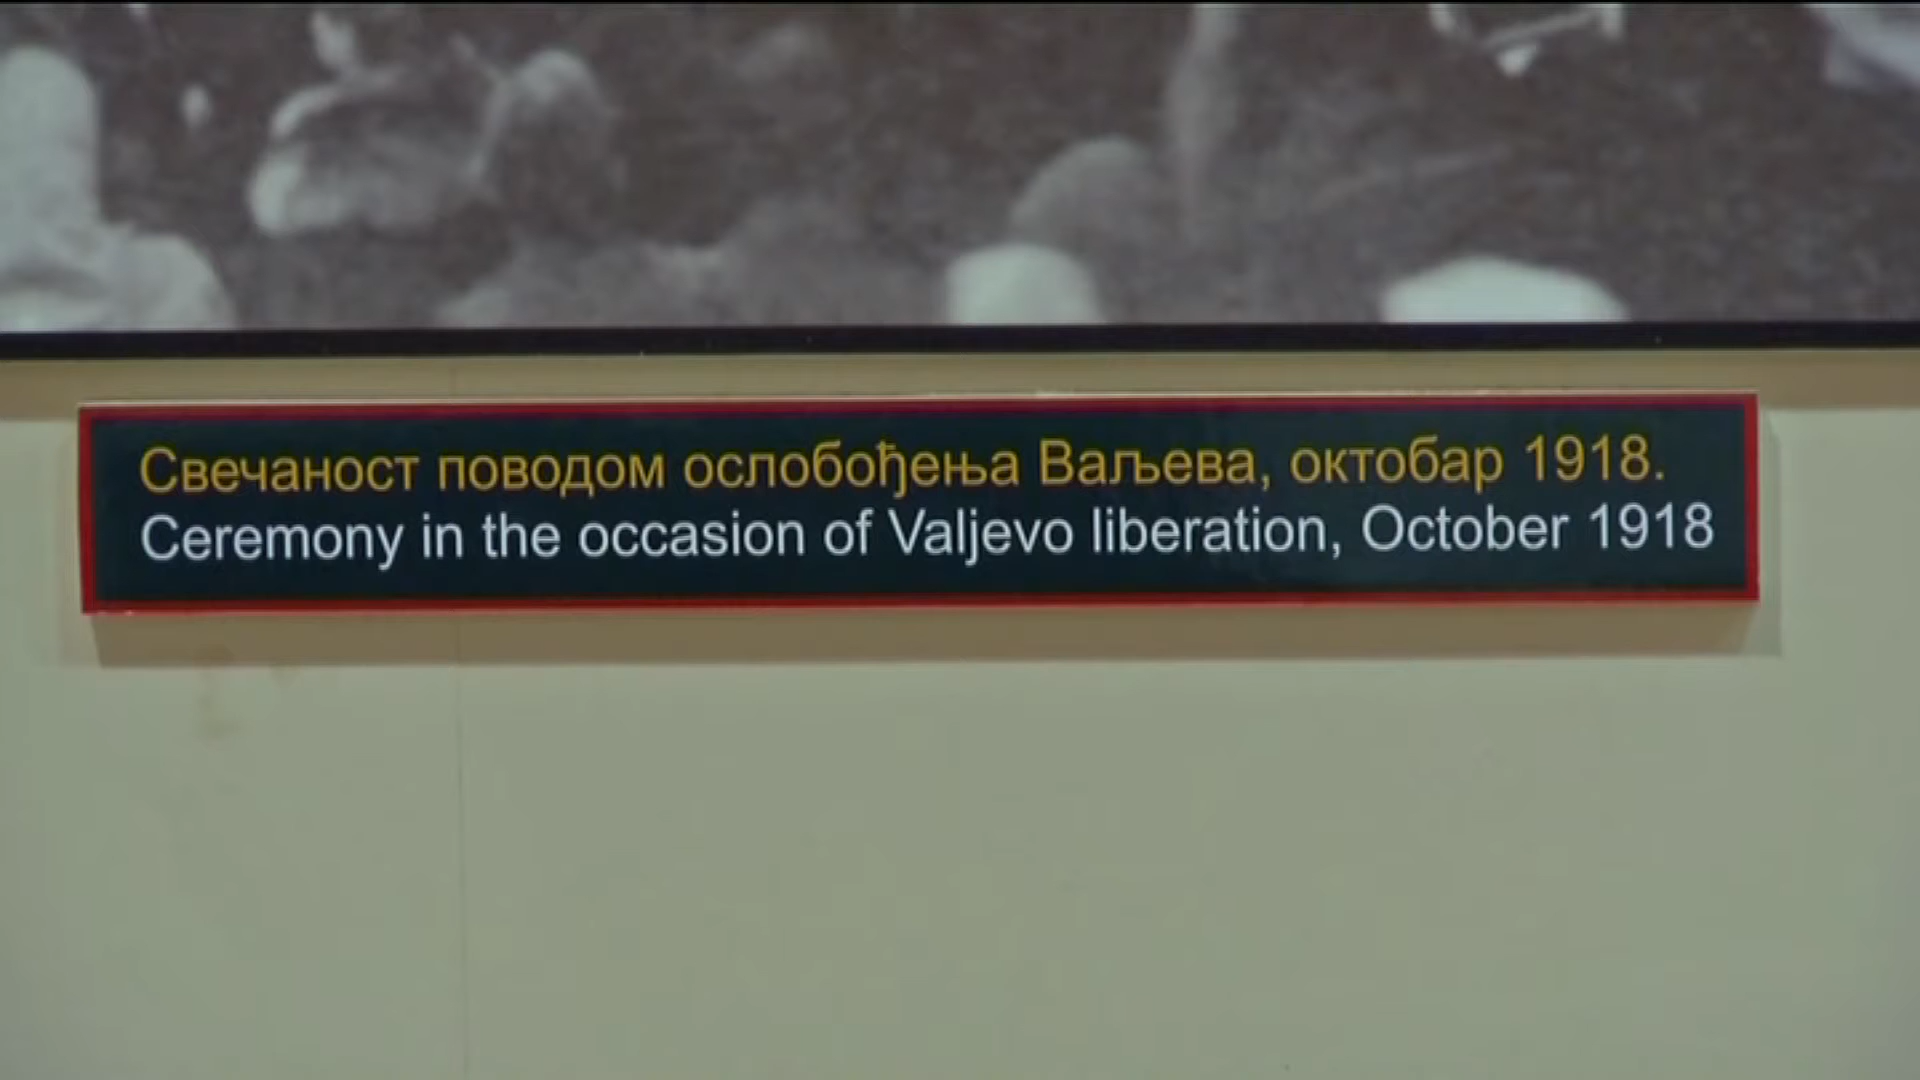 Свечаност поводом ослобођења Ваљева, октобар 1918.
Ceremony in the occasion of Valjevo liberation, October 1918